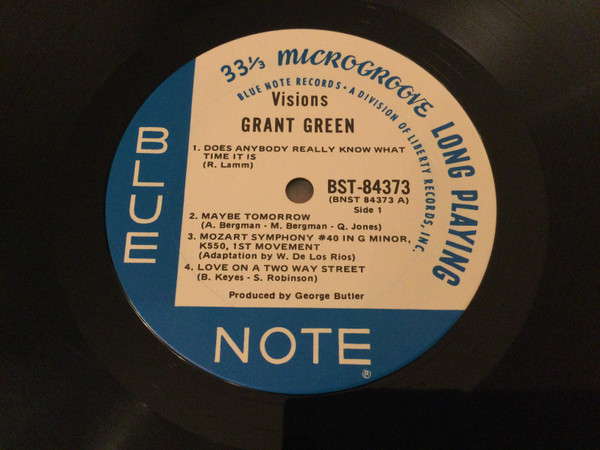 33⅓ MICROGROOVE LONG PLAYING
BLUE NOTE RECORDS • A DIVISION OF LIBERTY RECORDS, INC.
Visions
GRANT GREEN
1. DOES ANYBODY REALLY KNOW WHAT
TIME IT IS
(R. Lamm)
BST-84373
(BNST 84373 A)
Side 1
2. MAYBE TOMORROW
(A. Bergman - M. Bergman - Q. Jones)
3. MOZART SYMPHONY #40 IN G MINOR,
K550, 1ST MOVEMENT
(Adaptation by W. De Los Rios)
4. LOVE ON A TWO WAY STREET
(B. Keyes - S. Robinson)
Produced by George Butler
BLUE
NOTE
®